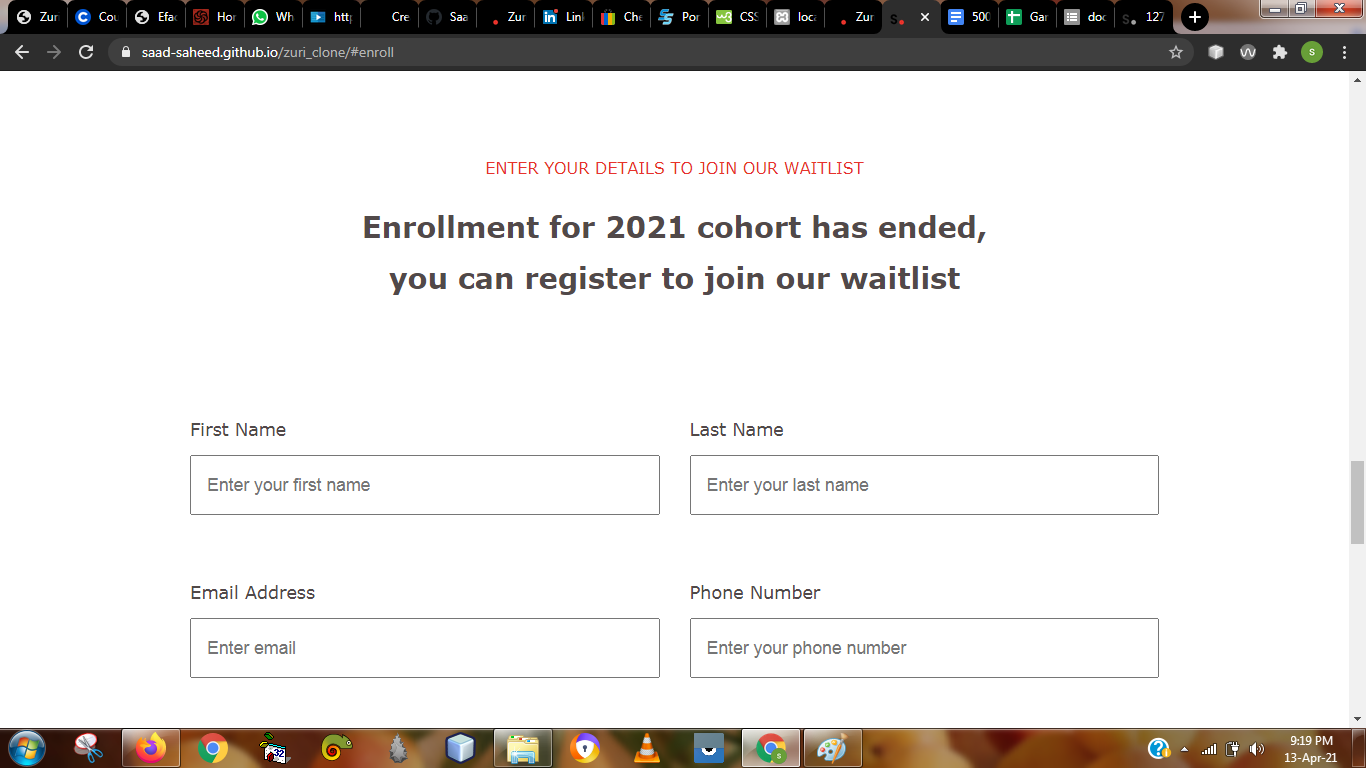 Zuri
Cou
Efac
Hor
Wh
http
Cre
Saa
Zur
Link
Che
Por
CSS
loca
Zur
s.
500
Gar
doc
s.
127
saad-saheed.github.io/zuri_clone/#enroll
s
ENTER YOUR DETAILS TO JOIN OUR WAITLIST
Enrollment for 2021 cohort has ended,
you can register to join our waitlist
First Name
Last Name
Enter your first name
Enter your last name
Email Address
Phone Number
Enter email
Enter your phone number
32
9:19 PM
13-Apr-21